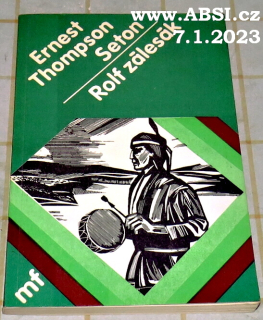 www.ABSI.cz
7.1.2023
Ernest
Thompson
Seton
Rolf zálesák
mf